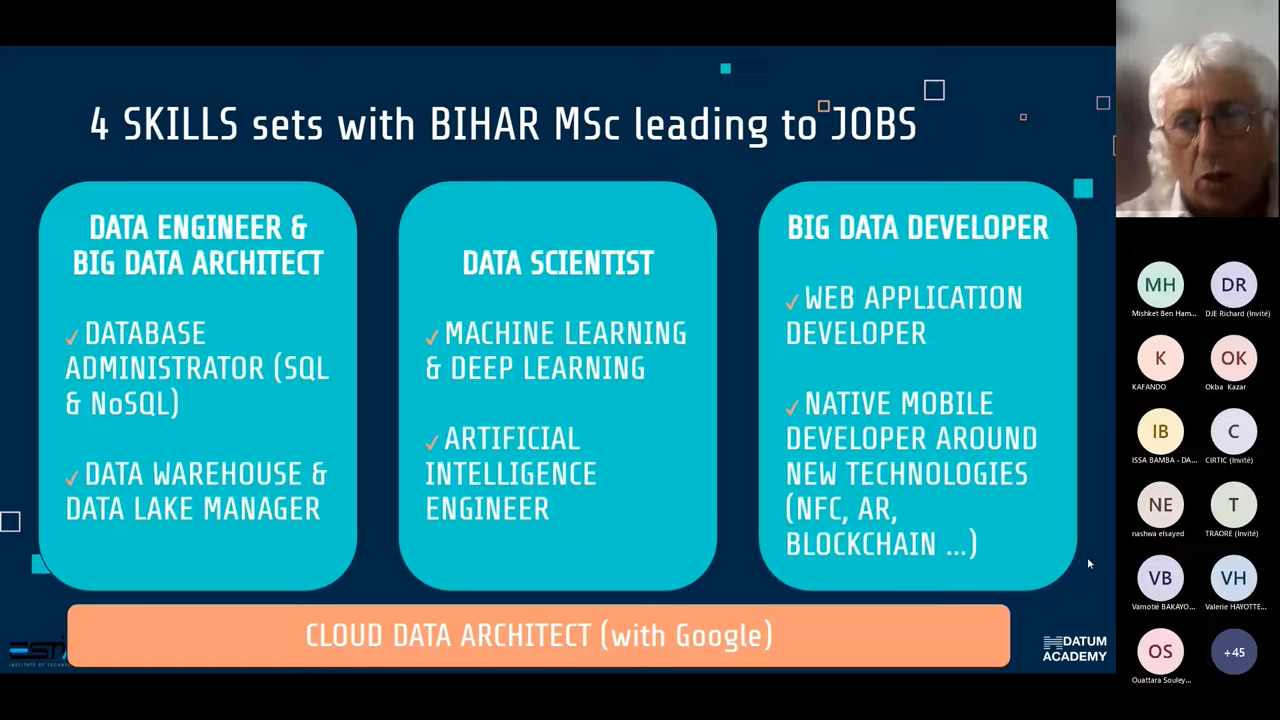 4 SKILLS sets with BIHAR MSc leading to JOBS
DATA ENGINEER &
BIG DATA ARCHITECT
✓DATABASE
ADMINISTRATOR (SQL
& NoSQL)
✓DATA WAREHOUSE &
DATA LAKE MANAGER
DATA SCIENTIST
✓MACHINE LEARNING
& DEEP LEARNING
✓ARTIFICIAL
INTELLIGENCE
ENGINEER
BIG DATA DEVELOPER
✓WEB APPLICATION
DEVELOPER
✓NATIVE MOBILE
DEVELOPER AROUND
NEW TECHNOLOGIES
(NFC, AR,
BLOCKCHAIN ...)
CLOUD DATA ARCHITECT (with Google)
DATUM
ACADEMY
MH
Mishket Ben Ham...
DR
DJE Richard (Invité)
K
KAFANDO
OK
Okba Kazar
IB
ISSA BAMBA - DA...
C
CIRTIC (Invité)
NE
nashwa elsayed
T
TRAORE (Invité)
VB
Vamotié BAKAYO...
VH
Valerie HAYOTTE...
OS
Ouattara Souley...
+45